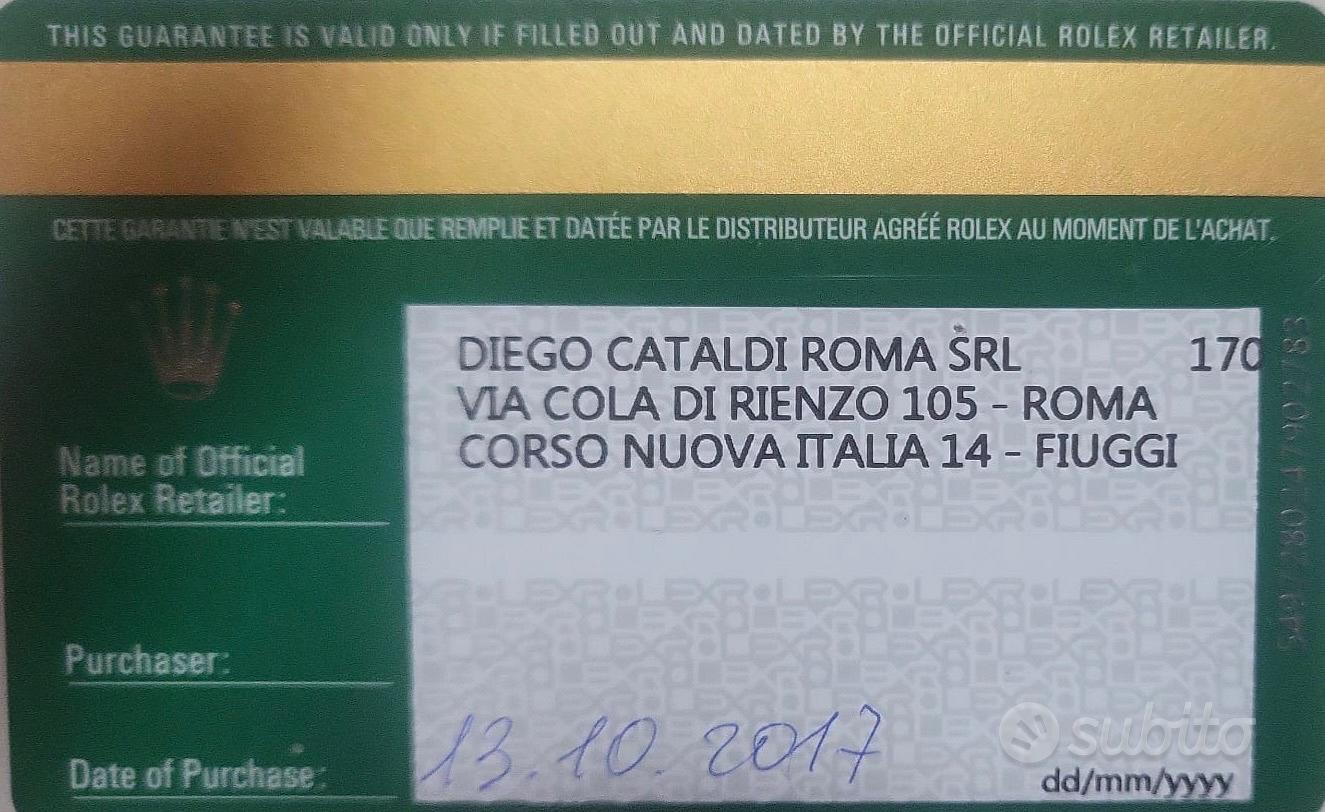 THIS GUARANTEE IS VALID ONLY IF FILLED OUT AND DATED BY THE OFFICIAL ROLEX RETAILER.
CETTE GARANTIE N'EST VALABLE QUE REMPLIE ET DATÉE PAR LE DISTRIBUTEUR AGRÉÉ ROLEX AU MOMENT DE L'ACHAT.
DIEGO CATALDI ROMA SRL 170
VIA COLA DI RIENZO 105 - ROMA
CORSO NUOVA ITALIA 14 - FIUGGI
Name of Official
Rolex Retailer:
Purchaser:
Date of Purchase: 13.10.2017
dd/mm/yyyy
subito